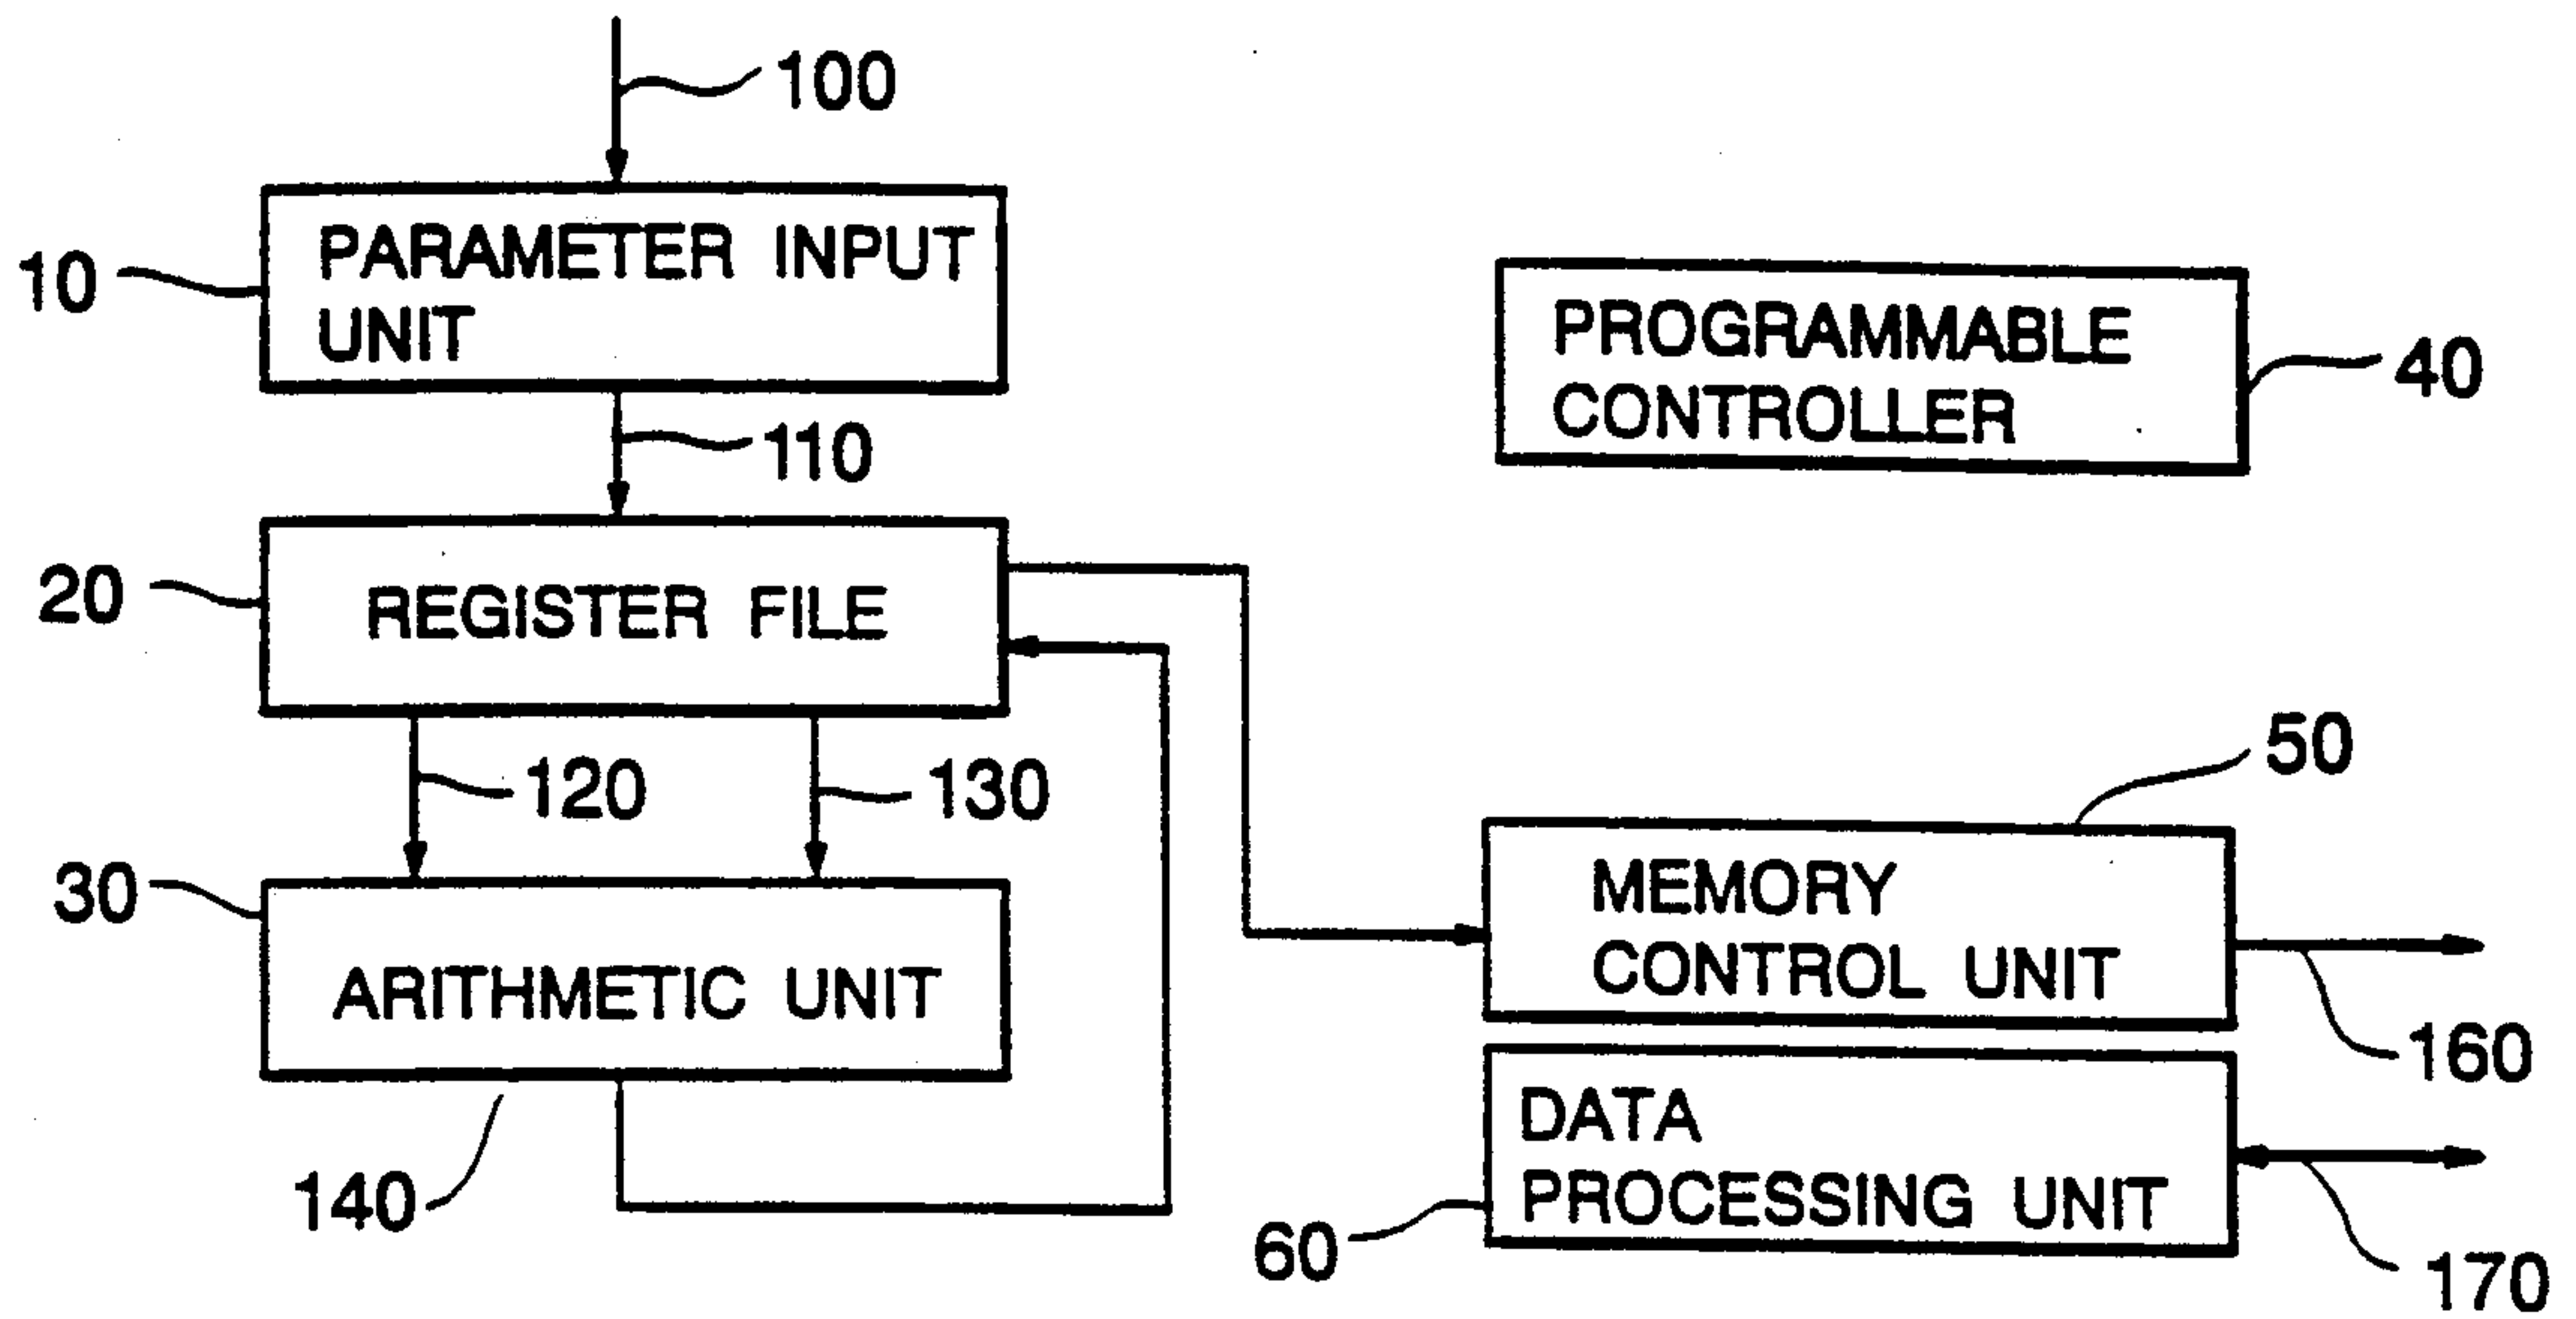 100
10
PARAMETER INPUT
UNIT
PROGRAMMABLE
CONTROLLER
40
110
20
REGISTER FILE
120
130
50
30
ARITHMETIC UNIT
MEMORY
CONTROL UNIT
160
140
DATA
PROCESSING UNIT
60
170